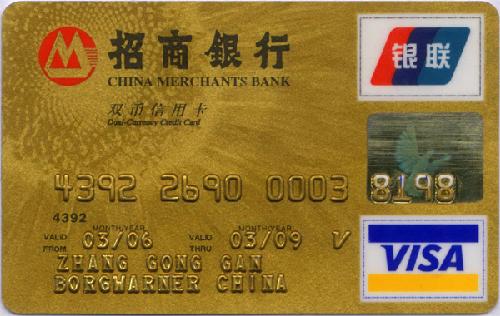 招商银行
CHINA MERCHANTS BANK
银联
双币信用卡
Dual-Currency Credit Card
4392 2690 0003 8198
4392
MONTH/YEAR MONTH/YEAR
VALID FROM 03/06 VALID THRU 03/09 V
ZHANG GONG GAN
BORGWARNER CHINA
VISA